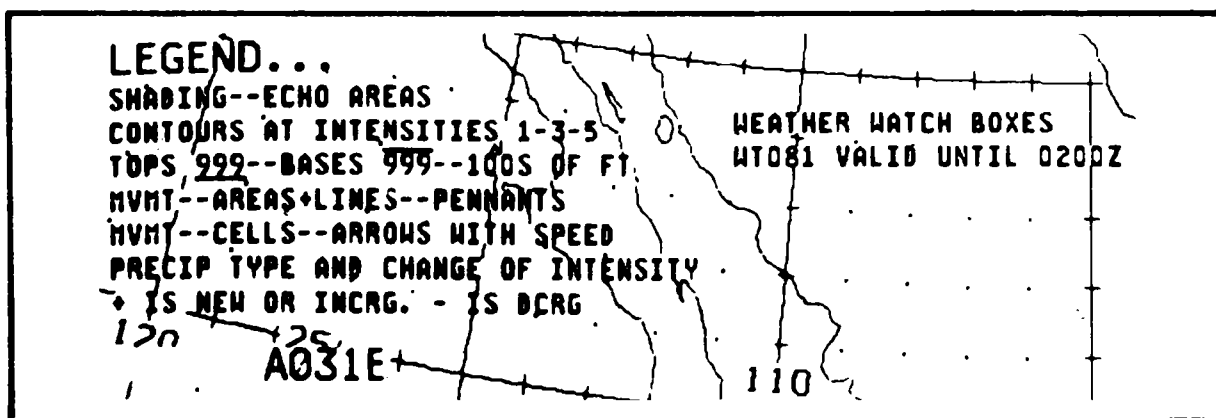 LEGEND...
SHADING--ECHO AREAS
CONTOURS AT INTENSITIES 1-3-5
TOPS 999--BASES 999--100S OF FT
MVMT--AREAS+LINES--PENNANTS
MVMT--CELLS--ARROWS WITH SPEED
PRECIP TYPE AND CHANGE OF INTENSITY
+ IS NEW OR INCRG. - IS DCRG
120 125
A031E
WEATHER WATCH BOXES
WT081 VALID UNTIL 0200Z
110